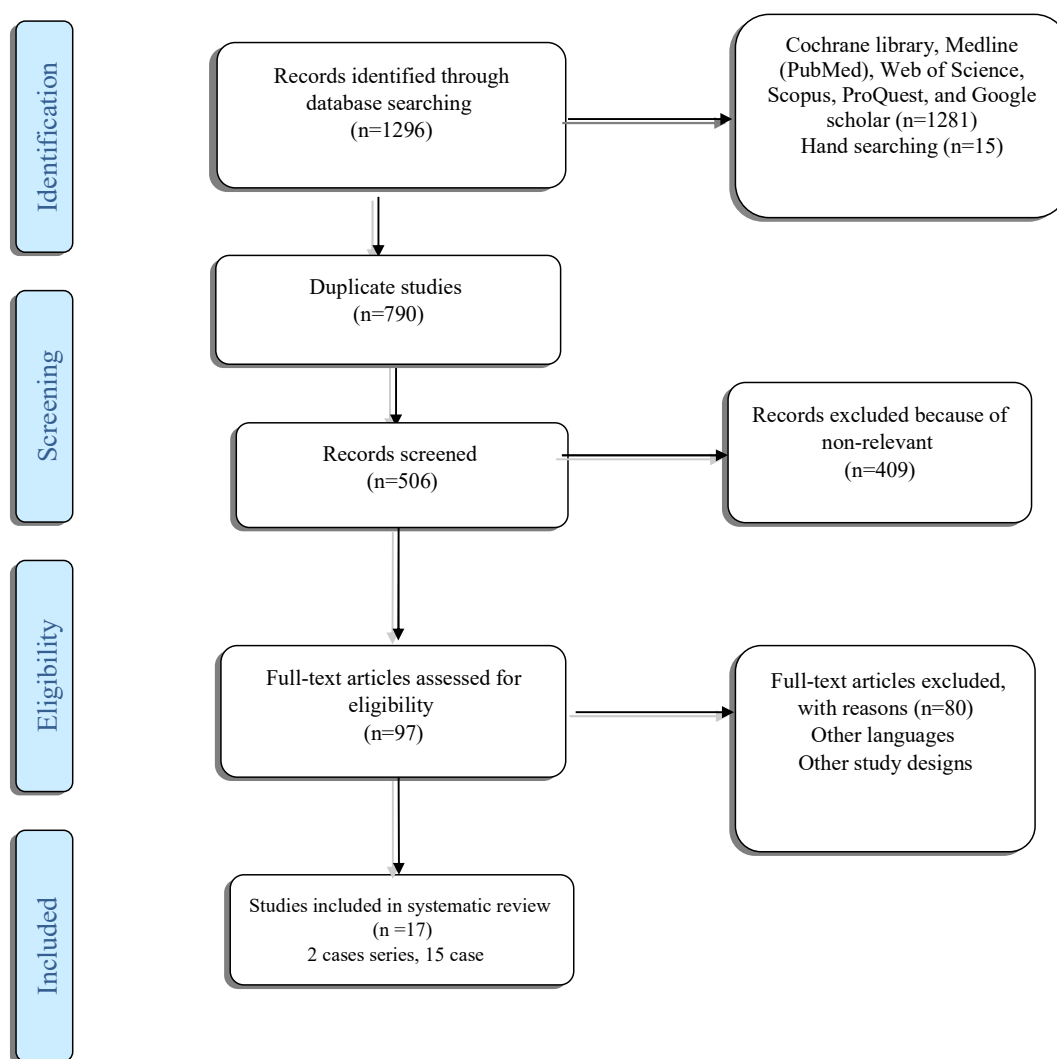 Identification
Records identified through
database searching
(n=1296)
Cochrane library, Medline
(PubMed), Web of Science,
Scopus, ProQuest, and Google
scholar (n=1281)
Hand searching (n=15)
Duplicate studies
(n=790)
Screening
Records screened
(n=506)
Records excluded because of
non-relevant
(n=409)
Eligibility
Full-text articles assessed for
eligibility
(n=97)
Full-text articles excluded,
with reasons (n=80)
Other languages
Other study designs
Included
Studies included in systematic review
(n =17)
2 cases series, 15 case